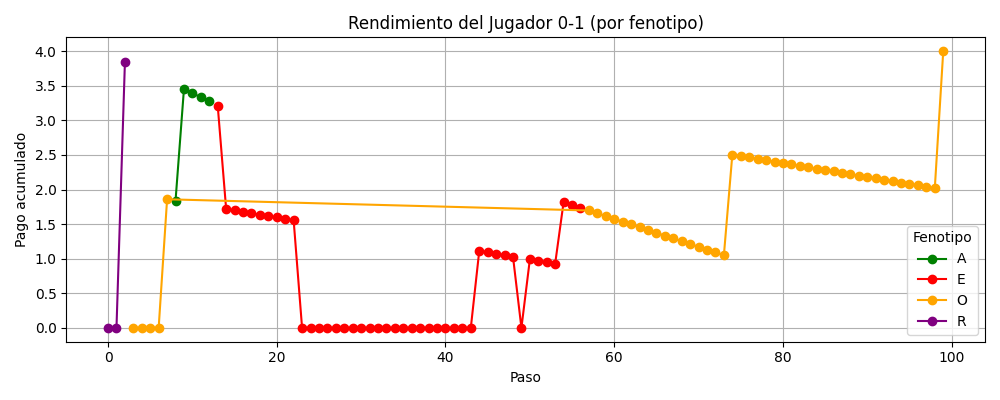 Rendimiento del Jugador 0-1 (por fenotipo)
Pago acumulado
4.0
3.5
3.0
2.5
2.0
1.5
1.0
0.5
0.0
Fenotipo
A
E
O
R
0 20 40 60 80 100
Paso